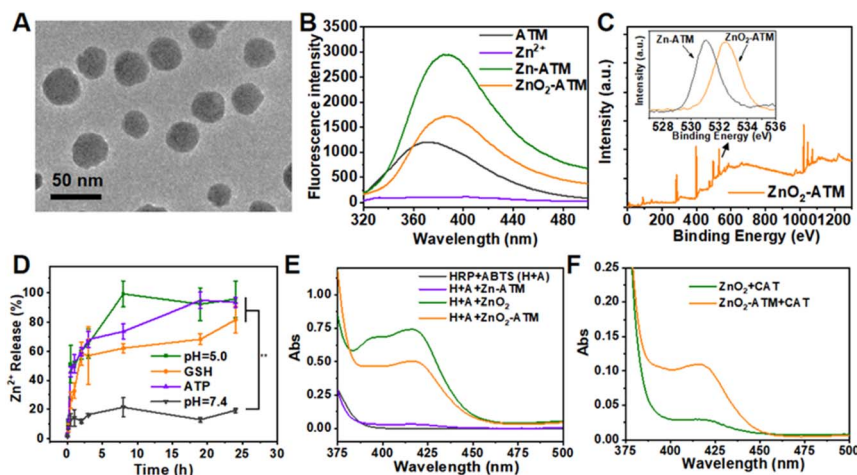 A
50 nm
B
Fluorescence intensity
3500
3000
2500
2000
1500
1000
500
0
320
360
400
440
480
Wavelength (nm)
ATM
Zn²⁺
Zn-ATM
ZnO₂-ATM
C
Intensity (a.u.)
Zn-ATM
ZnO₂-ATM
Intensity (a.u.)
528 530 532 534 536
Binding Energy (eV)
ZnO₂-ATM
0 300 600 900 1200
Binding Energy (eV)
D
Zn²⁺ Release (%)
120
100
80
60
40
20
0
pH=5.0
GSH
ATP
pH=7.4
**
0 5 10 15 20 25 30
Time (h)
E
Abs
1.00
0.75
0.50
0.25
0.00
HRP+ABTS (H+A)
H+A+Zn-ATM
H+A+ZnO₂
H+A+ZnO₂-ATM
375 400 425 450 475 500
Wavelength (nm)
F
Abs
0.25
0.20
0.15
0.10
0.05
0.00
ZnO₂+CAT
ZnO₂-ATM+CAT
375 400 425 450 475 500
Wavelength (nm)